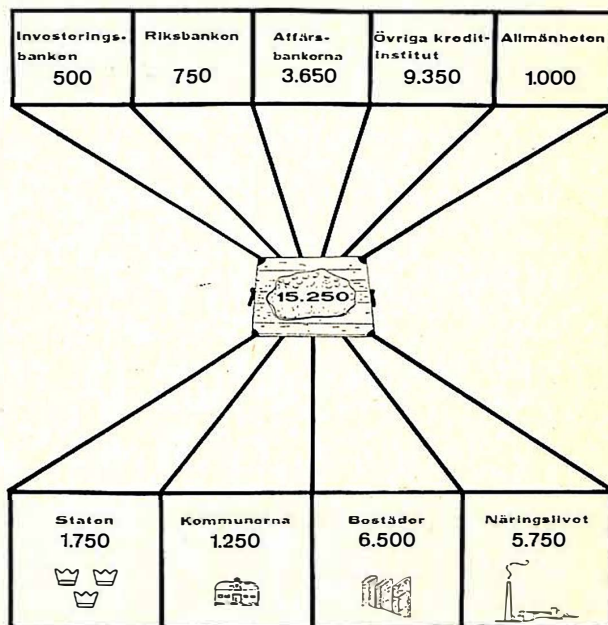 Investerings-
banken
500
Riksbanken
750
Affärs-
bankerna
3.650
Övriga kredit-
institut
9.350
Allmänheten
1.000
15.250
Staten
1.750
Kommunerna
1.250
Bostäder
6.500
Näringslivet
5.750